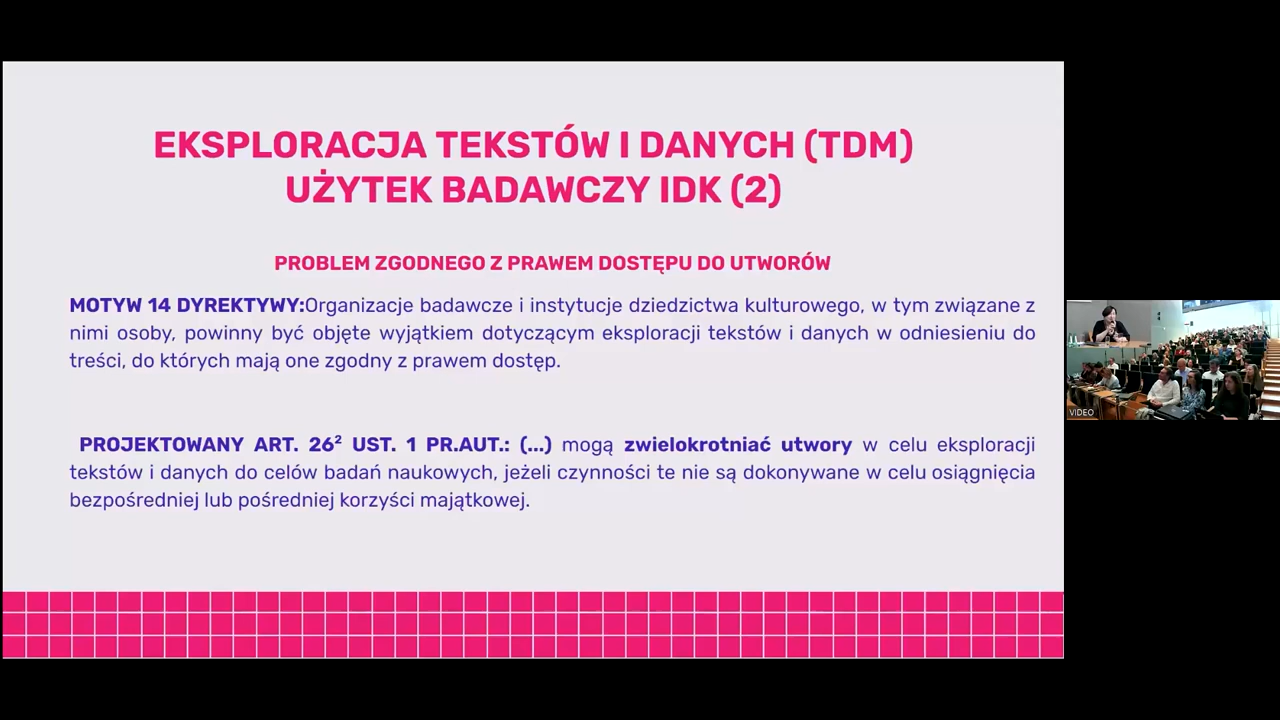 EKSPLORACJA TEKSTÓW I DANYCH (TDM)
UŻYTEK BADAWCZY IDK (2)
PROBLEM ZGODNEGO Z PRAWEM DOSTĘPU DO UTWORÓW
MOTYW 14 DYREKTYWY:Organizacje badawcze i instytucje dziedzictwa kulturowego, w tym związane z
nimi osoby, powinny być objęte wyjątkiem dotyczącym eksploracji tekstów i danych w odniesieniu do
treści, do których mają one zgodny z prawem dostęp.
PROJEKTOWANY ART. 26² UST. 1 PR.AUT.: (...) mogą zwielokrotniać utwory w celu eksploracji
tekstów i danych do celów badań naukowych, jeżeli czynności te nie są dokonywane w celu osiągnięcia
bezpośredniej lub pośredniej korzyści majątkowej.
VIDEO